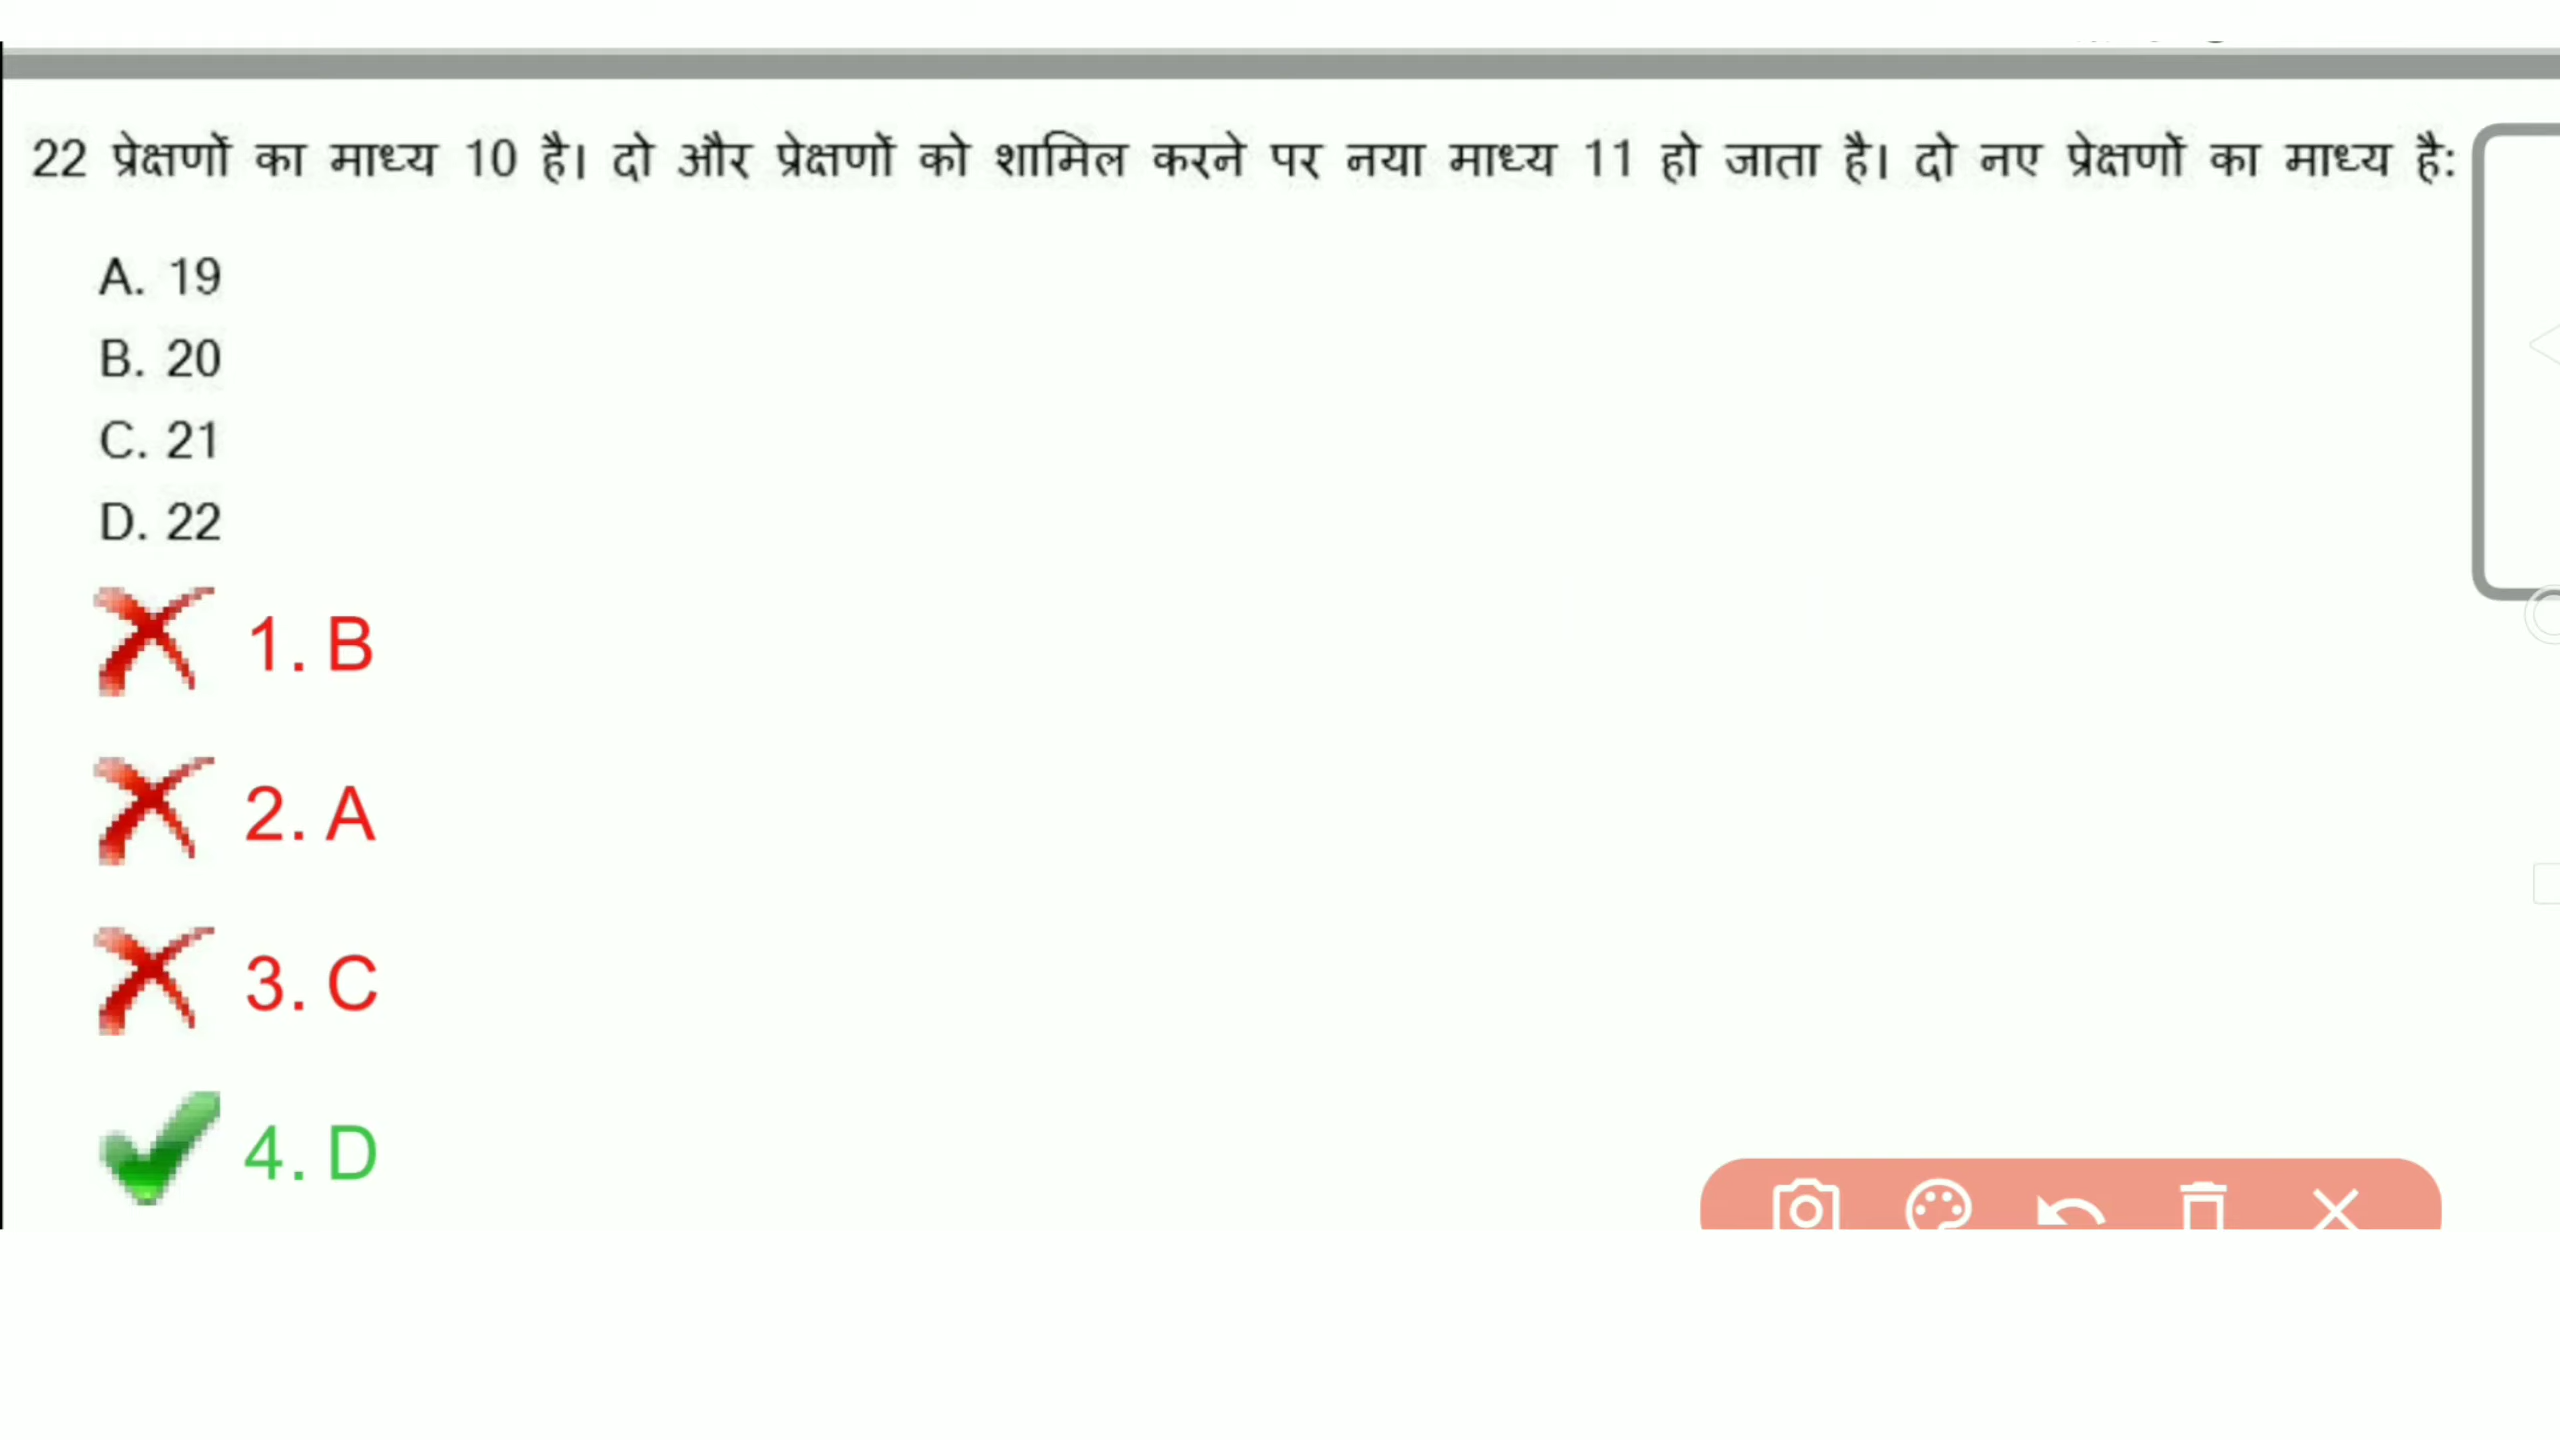 22 प्रेक्षणों का माध्य 10 है। दो और प्रेक्षणों को शामिल करने पर नया माध्य 11 हो जाता है। दो नए प्रेक्षणों का माध्य है:
A. 19
B. 20
C. 21
D. 22
1. B
2. A
3. C
4. D